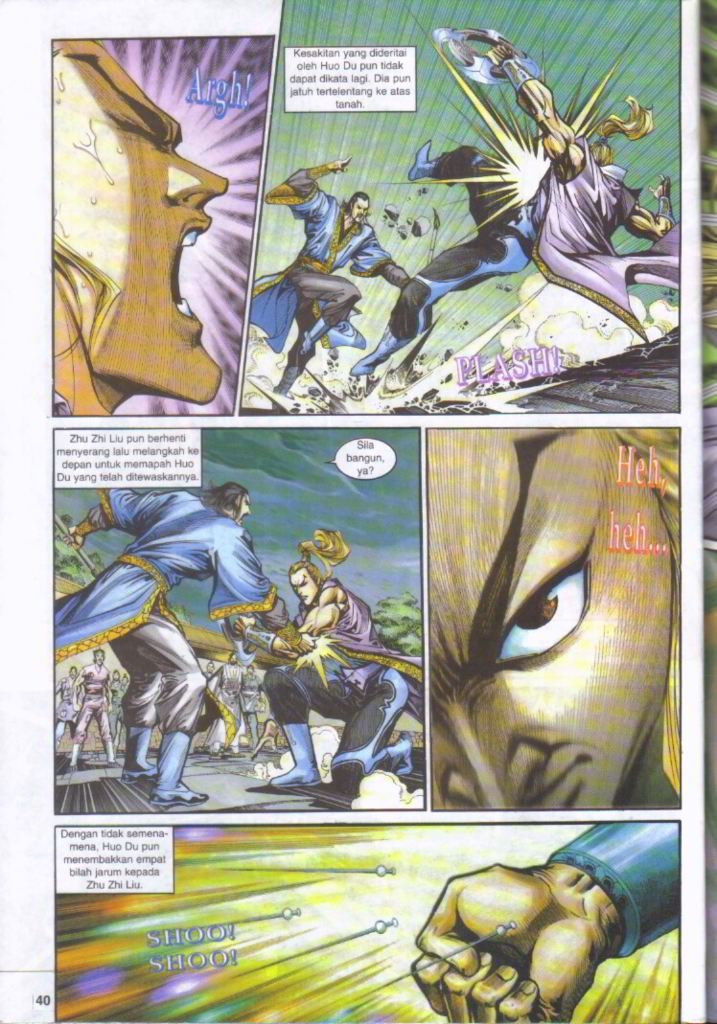 Argh!
Kesakitan yang dideritai
oleh Huo Du pun tidak
dapat dikata lagi. Dia pun
jatuh tertelentang ke atas
tanah.
PLASH!
Zhu Zhi Liu pun berhenti
menyerang lalu melangkah ke
depan untuk memapah Huo
Du yang telah ditewaskannya.
Sila
bangun,
ya?
Heh,
heh...
Dengan tidak semena-
mena, Huo Du pun
menembakkan empat
bilah jarum kepada
Zhu Zhi Liu.
SHOO!
SHOO!
40